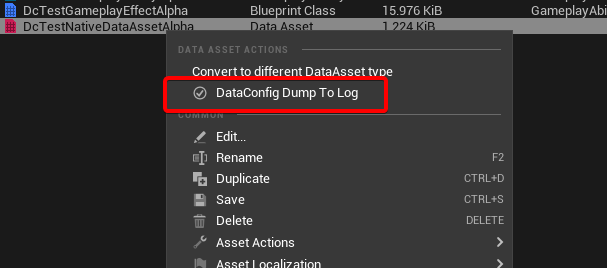 DcTestGameplayEffectAlpha Blueprint Class 15.976 KiB GameplayAbi
DcTestNativeDataAssetAlpha Data Asset 1.224 KiB
DATA ASSET ACTIONS
Convert to different DataAsset type
DataConfig Dump To Log
COMMON
Edit...
Rename F2
Duplicate CTRL+D
Save CTRL+S
Delete DELETE
Asset Actions
Asset Localization